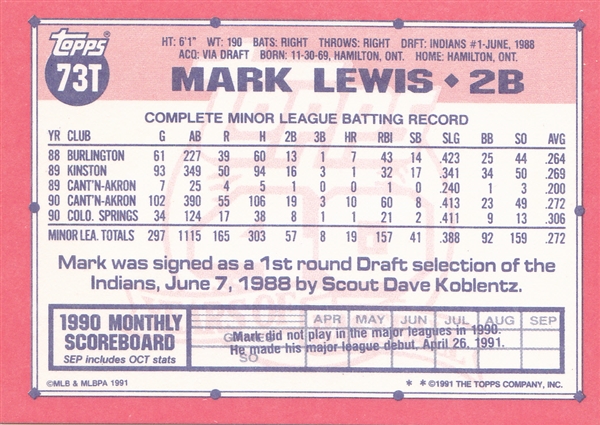 Topps®
73T
HT: 6'1" WT: 190 BATS: RIGHT THROWS: RIGHT DRFT: INDIANS #1-JUNE, 1988
ACQ: VIA DRAFT BORN: 11-30-69, HAMILTON, ONT. HOME: HAMILTON, ONT.
MARK LEWIS ◆ 2B
COMPLETE MINOR LEAGUE BATTING RECORD
YR CLUB G AB R H 2B 3B HR RBI SB SLG BB SO AVG
88 BURLINGTON 61 227 39 60 13 1 7 43 14 .423 25 44 .264
89 KINSTON 93 349 50 94 16 3 1 32 17 .341 34 50 .269
89 CANT'N-AKRON 7 25 4 5 1 0 0 1 0 .240 1 3 .200
90 CANT'N-AKRON 102 390 55 106 19 3 10 60 8 .413 23 49 .272
90 COLO. SPRINGS 34 124 17 38 8 1 1 21 2 .411 9 13 .306
MINOR LEA. TOTALS 297 1115 165 303 57 8 19 157 41 .388 92 159 .272
Mark was signed as a 1st round Draft selection of the
Indians, June 7, 1988 by Scout Dave Koblentz.
1990 MONTHLY
SCOREBOARD
SEP includes OCT stats
APR MAY JUN JUL AUG SEP
Mark did not play in the major leagues in 1990.
He made his major league debut, April 26, 1991.
SO
©MLB & MLBPA 1991
* * ©1991 THE TOPPS COMPANY, INC.